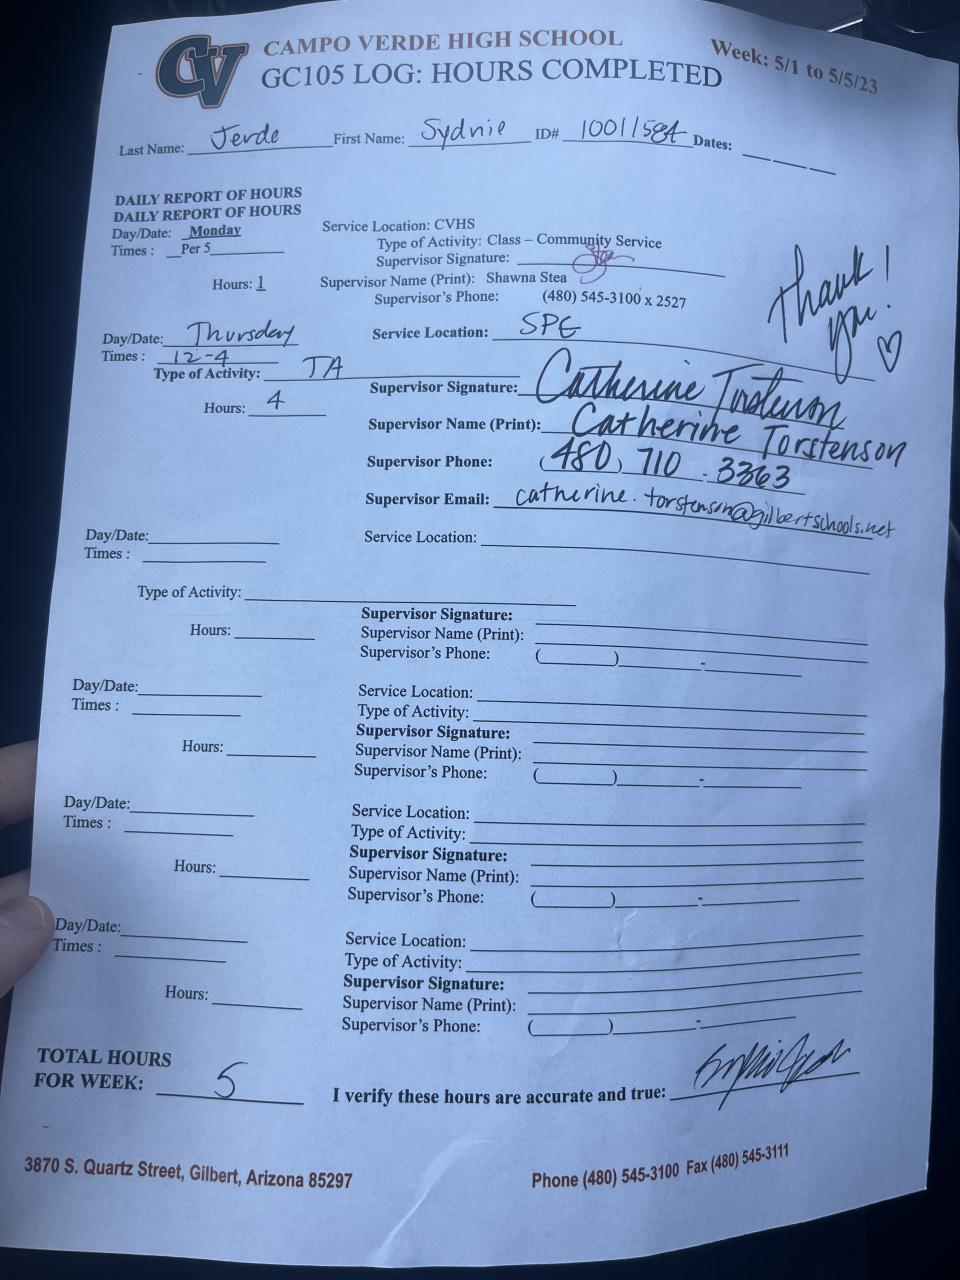 CV CAMPO VERDE HIGH SCHOOL
GC105 LOG: HOURS COMPLETED
Week: 5/1 to 5/5/23
Last Name: Jerde First Name: Sydnie ID# 10011584 Dates: __ __ __
DAILY REPORT OF HOURS
DAILY REPORT OF HOURS
Day/Date: Monday Service Location: CVHS
Times : Per 5 Type of Activity: Class – Community Service
Supervisor Signature:
Hours: 1 Supervisor Name (Print): Shawna Stea
Supervisor's Phone: (480) 545-3100 x 2527
Thank you! ♡
Day/Date: Thursday Service Location: SPE
Times : 12-4
Type of Activity: TA
Supervisor Signature: Catherine Torstenson
Hours: 4
Supervisor Name (Print): Catherine Torstenson
Supervisor Phone: (480) 710 - 3363
Supervisor Email: catherine.torstenson@gilbertschools.net
Day/Date: Service Location:
Times :
Type of Activity:
Supervisor Signature:
Hours: Supervisor Name (Print):
Supervisor's Phone: ( ) -
Day/Date: Service Location:
Times : Type of Activity:
Supervisor Signature:
Hours: Supervisor Name (Print):
Supervisor's Phone: ( ) -
Day/Date: Service Location:
Times : Type of Activity:
Supervisor Signature:
Hours: Supervisor Name (Print):
Supervisor's Phone: ( ) -
Day/Date: Service Location:
Times : Type of Activity:
Supervisor Signature:
Hours: Supervisor Name (Print):
Supervisor's Phone: ( ) -
TOTAL HOURS
FOR WEEK: 5 I verify these hours are accurate and true:
3870 S. Quartz Street, Gilbert, Arizona 85297 Phone (480) 545-3100 Fax (480) 545-3111